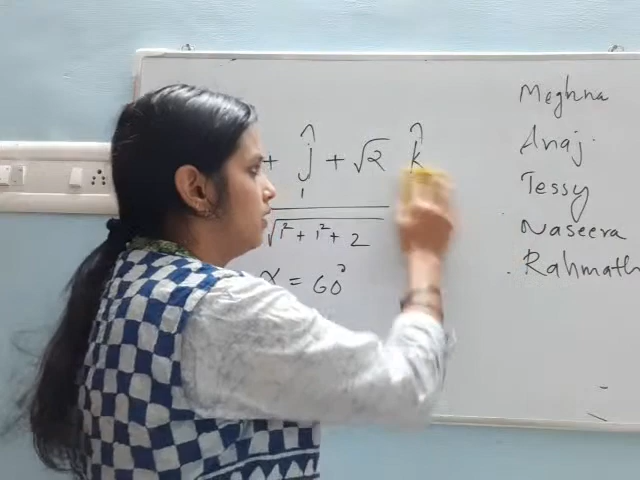 + ĵ + √2 k̂
√1² + 1² + 2
α = 60°
Meghna
Anaj.
Tessy
Naseera
Rahmath